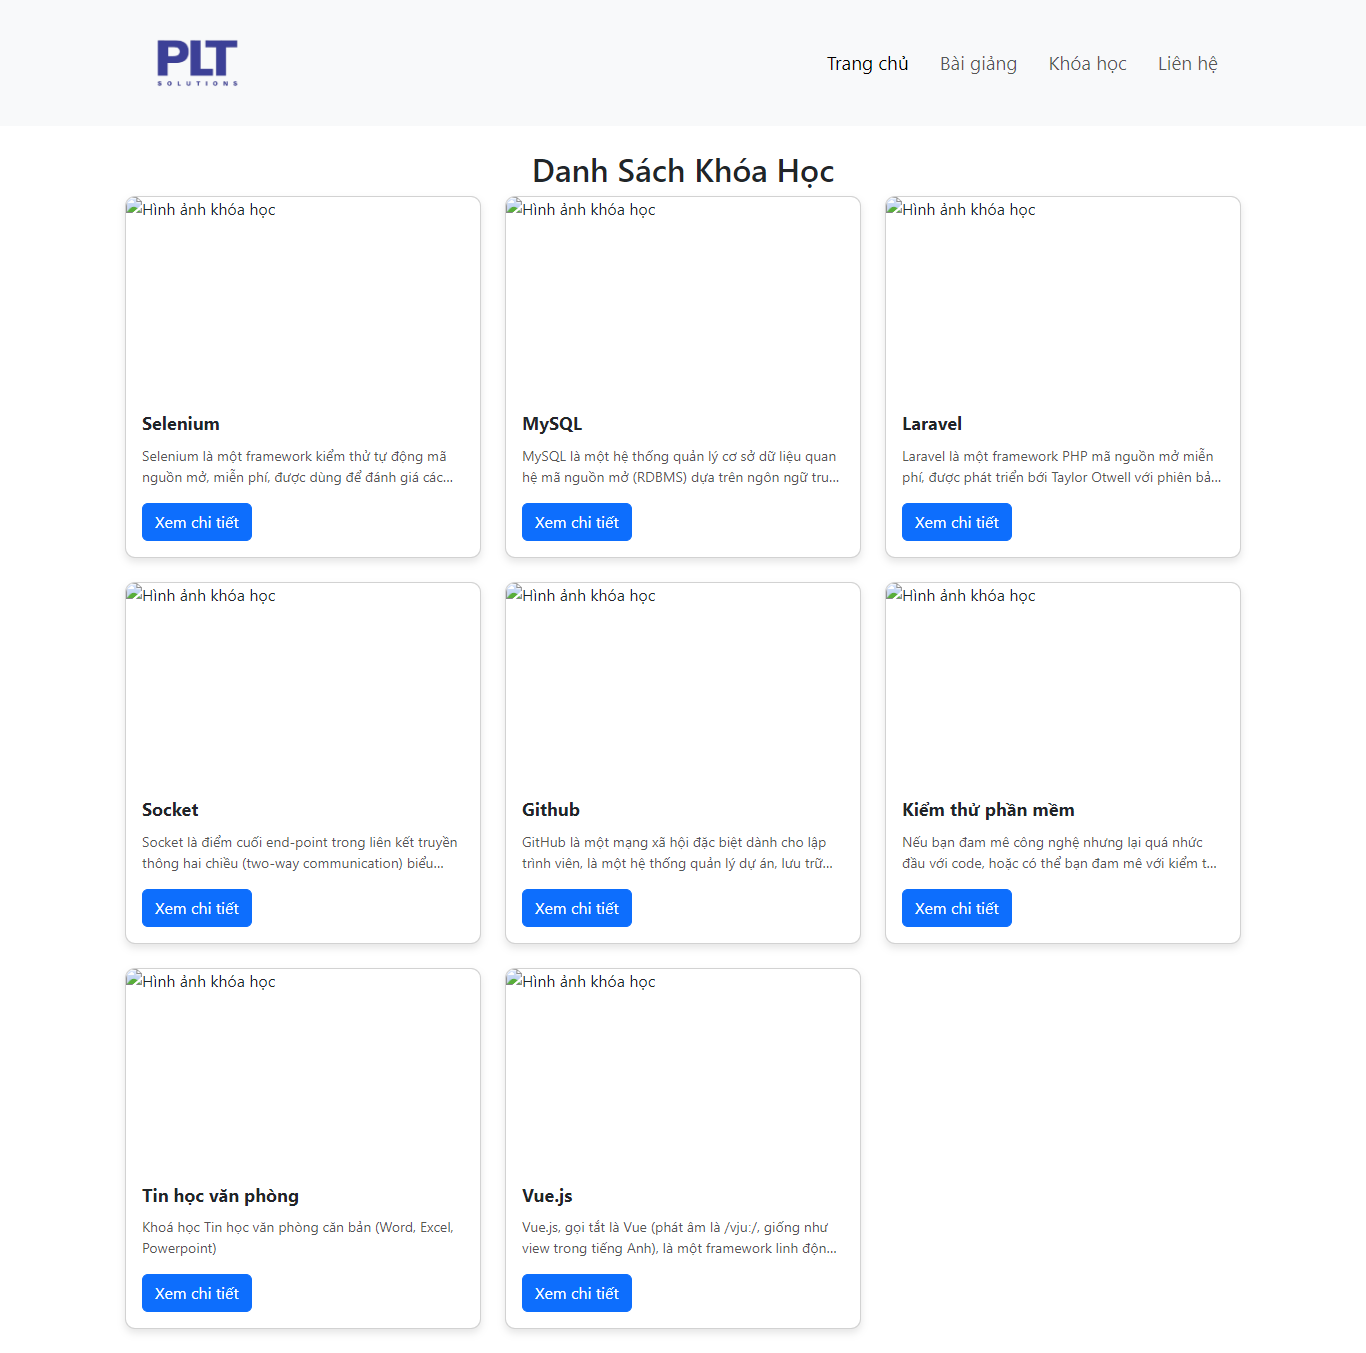 PLT
SOLUTIONS
Trang chủ
Bài giảng
Khóa học
Liên hệ
Danh Sách Khóa Học
Hình ảnh khóa học
Hình ảnh khóa học
Hình ảnh khóa học
Selenium
Selenium là một framework kiểm thử tự động mã
nguồn mở, miễn phí, được dùng để đánh giá các...
Xem chi tiết
MySQL
MySQL là một hệ thống quản lý cơ sở dữ liệu quan
hệ mã nguồn mở (RDBMS) dựa trên ngôn ngữ tru...
Xem chi tiết
Laravel
Laravel là một framework PHP mã nguồn mở miễn
phí, được phát triển bới Taylor Otwell với phiên bả...
Xem chi tiết
Hình ảnh khóa học
Hình ảnh khóa học
Hình ảnh khóa học
Socket
Socket là điểm cuối end-point trong liên kết truyền
thông hai chiều (two-way communication) biểu...
Xem chi tiết
Github
GitHub là một mạng xã hội đặc biệt dành cho lập
trình viên, là một hệ thống quản lý dự án, lưu trữ...
Xem chi tiết
Kiểm thử phần mềm
Nếu bạn đam mê công nghệ nhưng lại quá nhức
đầu với code, hoặc có thể bạn đam mê với kiểm t...
Xem chi tiết
Hình ảnh khóa học
Hình ảnh khóa học
Tin học văn phòng
Khoá học Tin học văn phòng căn bản (Word, Excel,
Powerpoint)
Xem chi tiết
Vue.js
Vue.js, gọi tắt là Vue (phát âm là /vjuː/, giống như
view trong tiếng Anh), là một framework linh độn...
Xem chi tiết